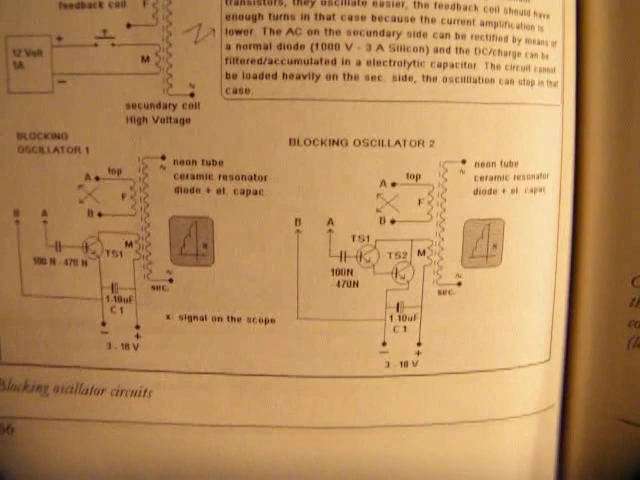 feedback coil
F
12 Volt
1A
+
M
–
secundary coil
High Voltage
transistors, they oscillate easier, the feedback coil should have
enough turns in that case because the current amplification is
lower. The AC on the secundary side can be rectified by means of
a normal diode (1000 V - 3 A Silicon) and the DC/charge can be
filtered/accumulated in a electrolytic capacitor. The circuit cannot
be loaded heavily on the sec. side, the oscillation can stop in that
case.
BLOCKING
OSCILLATOR 1
neon tube
ceramic resonator
diode + el. capac
A
top
F
B
B
A
TS1
M
100 N - 470 N
sec.
1-10uF
C1
–
+
3 - 18 V
x: signal on the scope
BLOCKING OSCILLATOR 2
neon tube
ceramic resonator
diode + el. capac
A
top
F
B
B
A
TS1
TS2
M
100N
-470N
sec.
1-10uF
C1
–
+
3 - 18 V
Blocking oscillator circuits